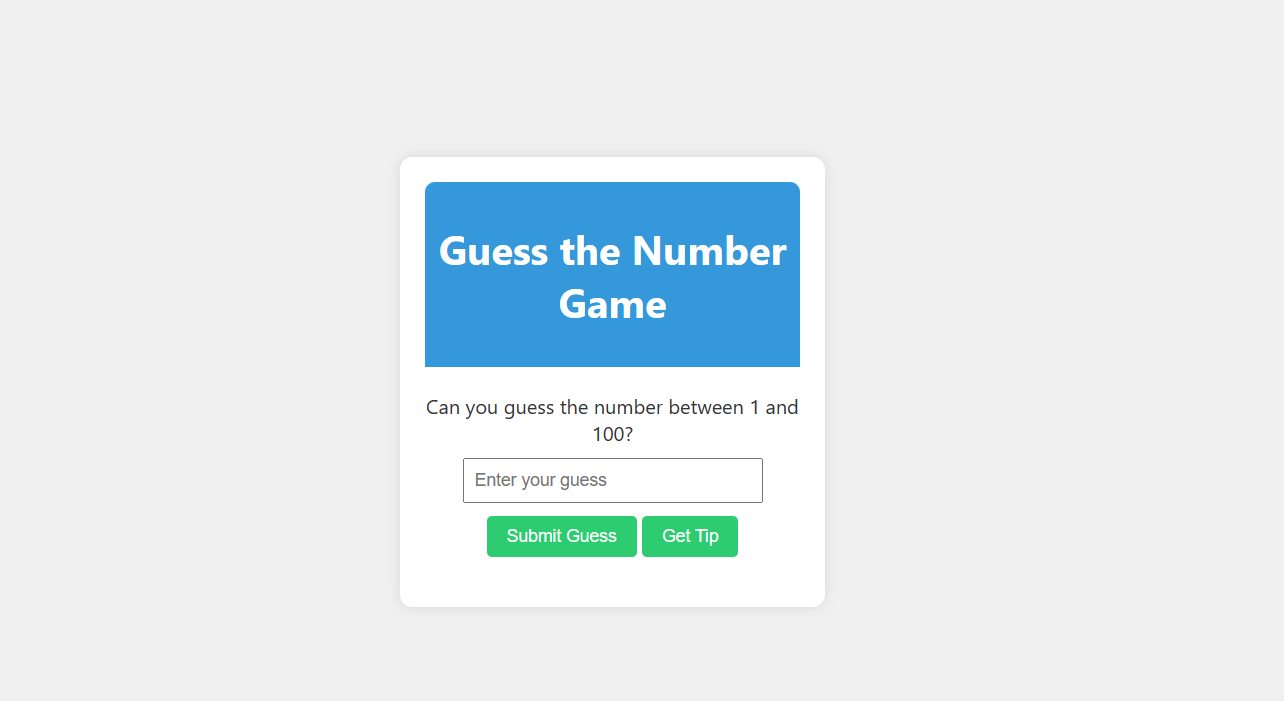 Guess the Number
Game
Can you guess the number between 1 and
100?
Enter your guess
Submit Guess Get Tip